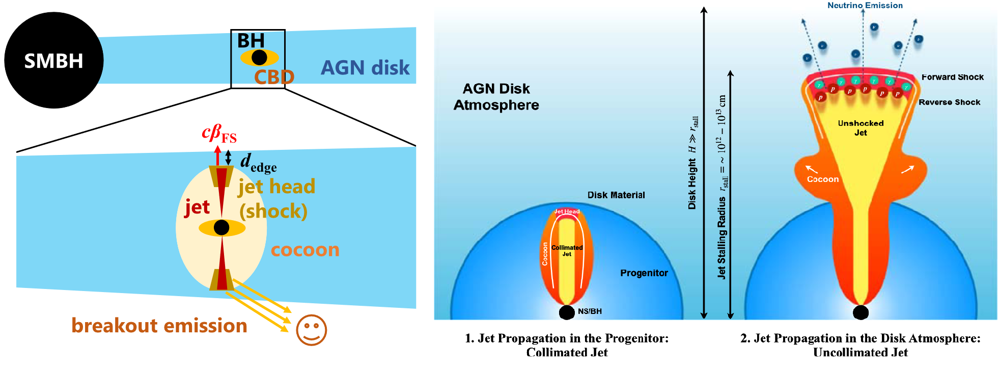 SMBH
BH
CBD
AGN disk
cβFS
dedge
jet head
(shock)
jet
cocoon
breakout emission
AGN Disk
Atmosphere
Disk Material
Jet Head
Cocoon
Collimated
Jet
Progenitor
NS/BH
1. Jet Propagation in the Progenitor:
Collimated Jet
Disk Height H ≫ rstall
Jet Stalling Radius rstall = ~ 10¹² − 10¹³ cm
Neutrino Emission
ν
ν
ν
ν
ν
ν
Forward Shock
γ γ γ γ γ γ
p p p p p p
Reverse Shock
Unshocked
Jet
Cocoon
2. Jet Propagation in the Disk Atmosphere:
Uncollimated Jet